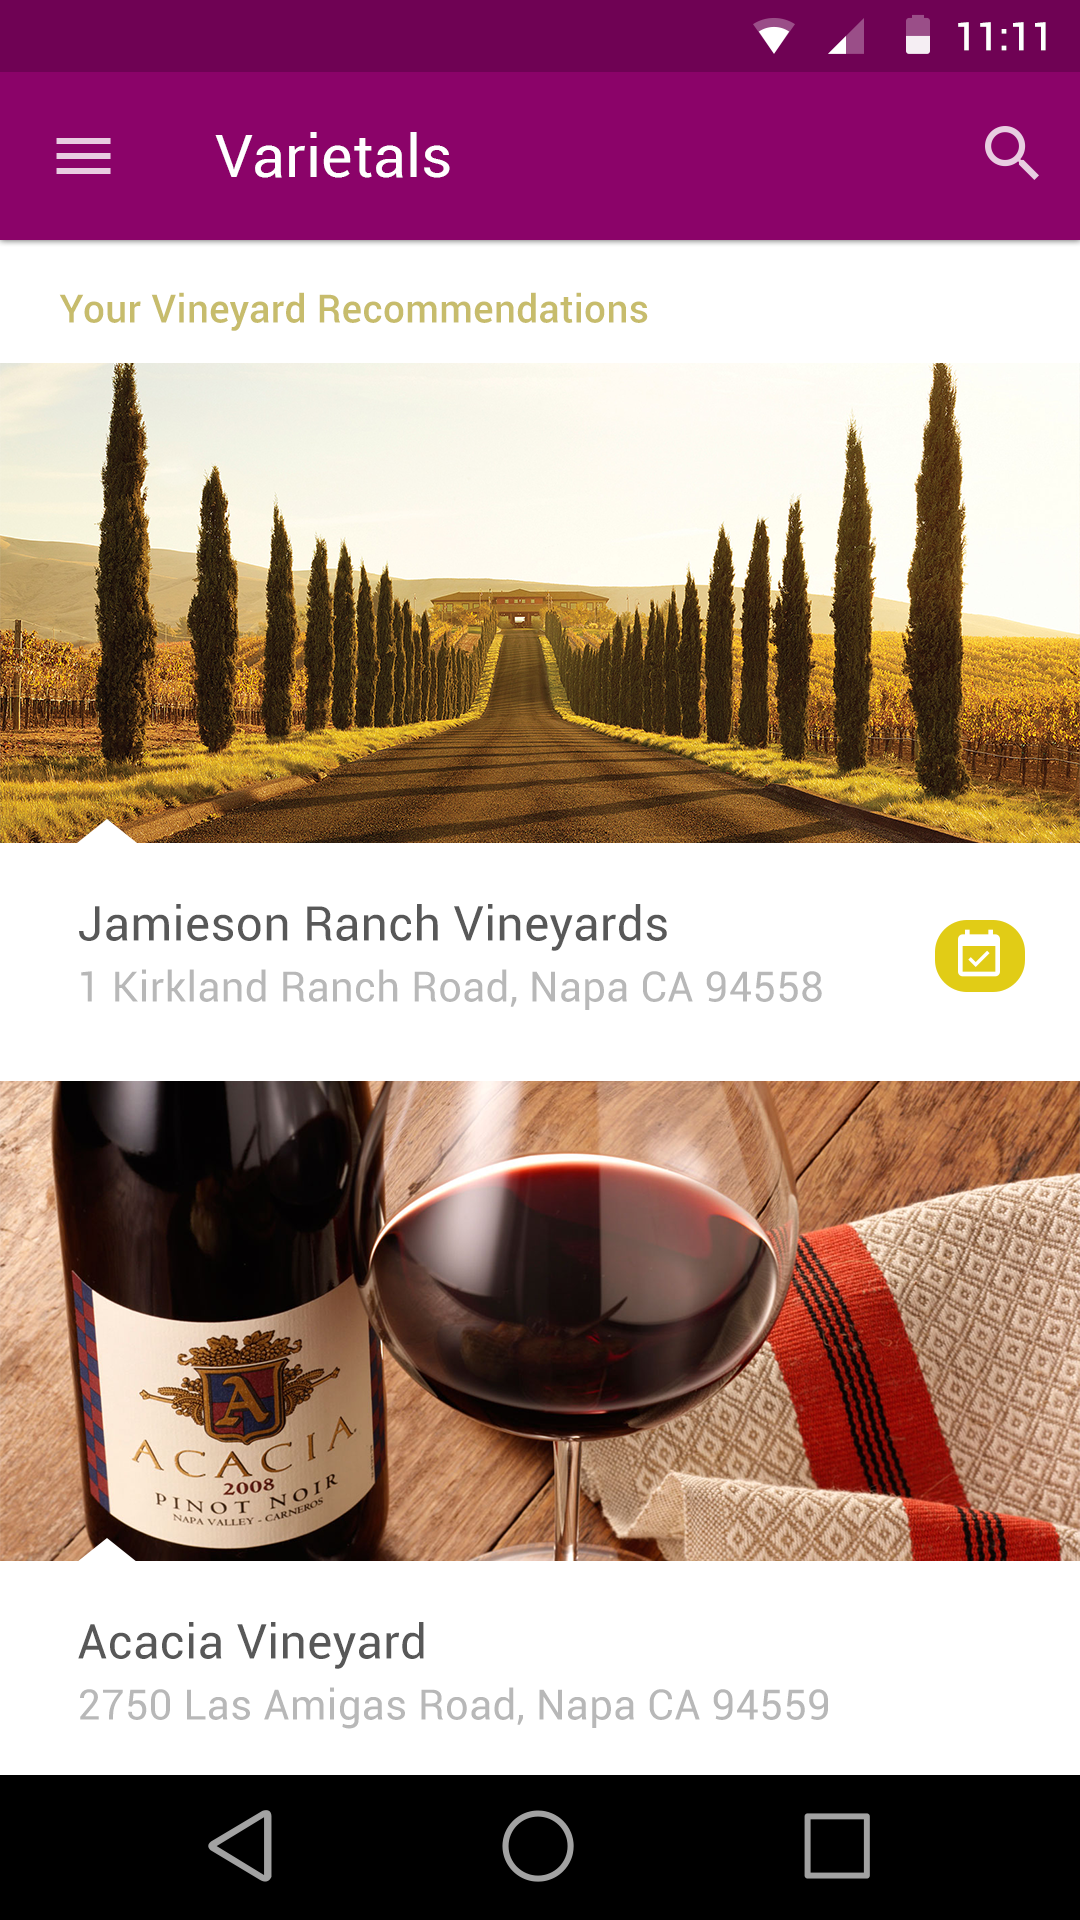 11:11
Varietals
Your Vineyard Recommendations
Jamieson Ranch Vineyards
1 Kirkland Ranch Road, Napa CA 94558
A
ACACIA
2008
PINOT NOIR
NAPA VALLEY - CARNEROS
Acacia Vineyard
2750 Las Amigas Road, Napa CA 94559